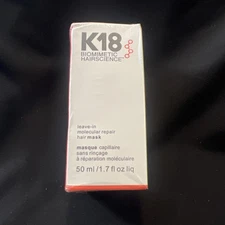 K18
BIOMIMETIC
HAIRSCIENCE
leave-in
molecular repair
hair mask
masque capillaire
sans rinçage
à réparation moléculaire
50 ml/1.7 fl oz liq